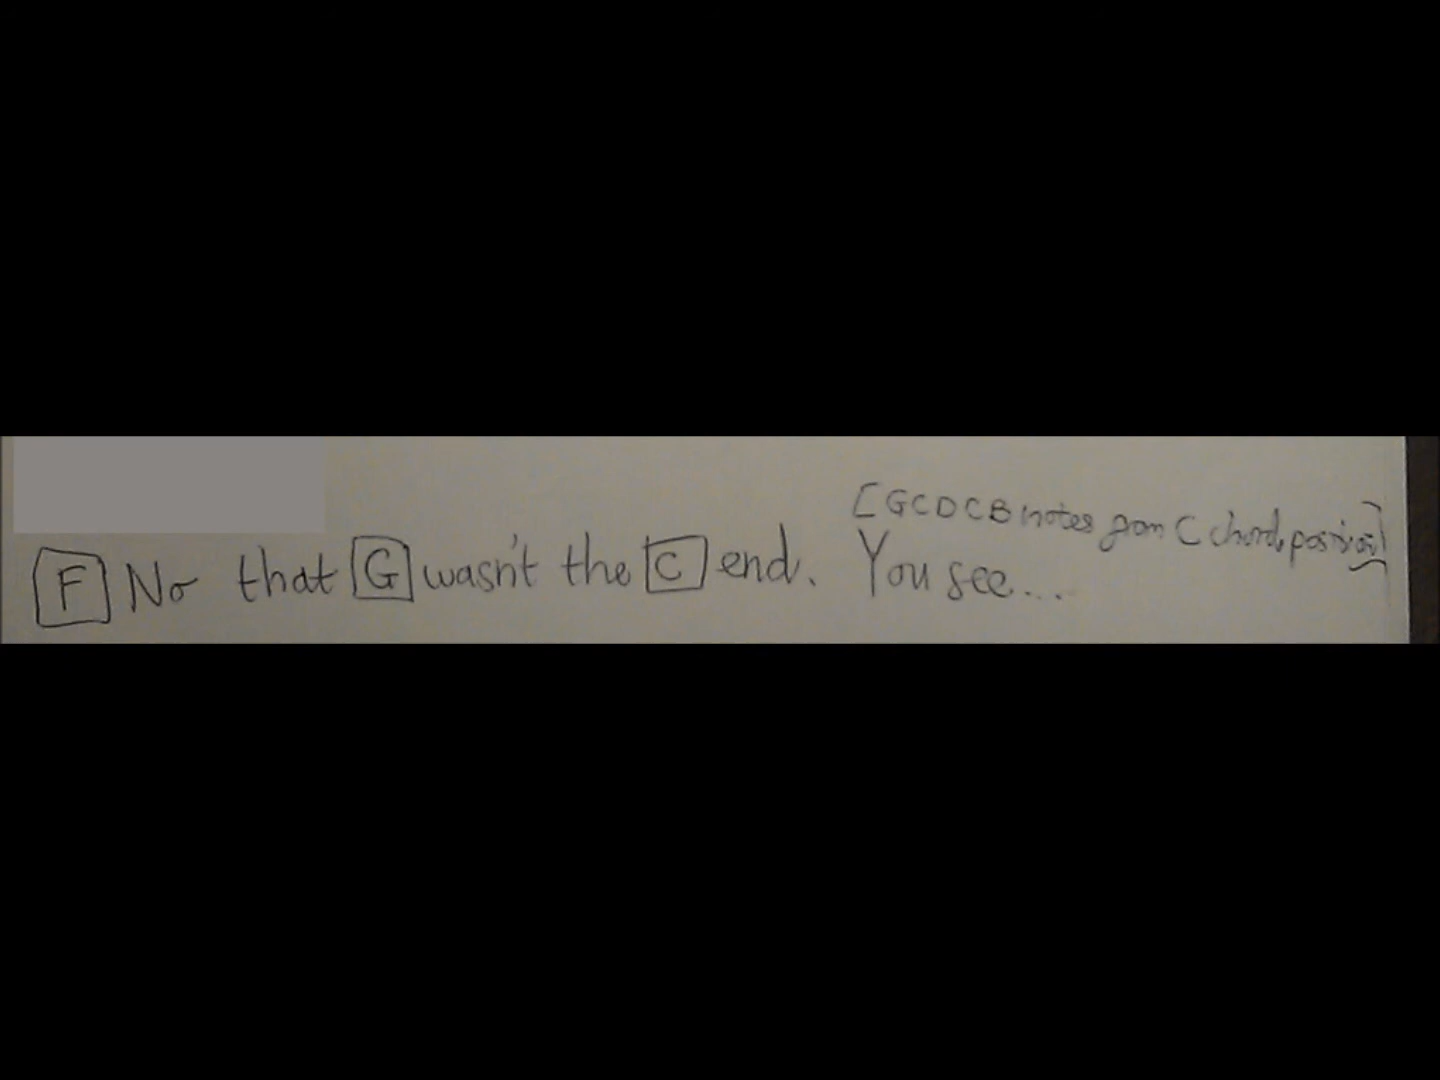 [GCDCB notes from C chord position]
F No that G wasn't the C end. You see...